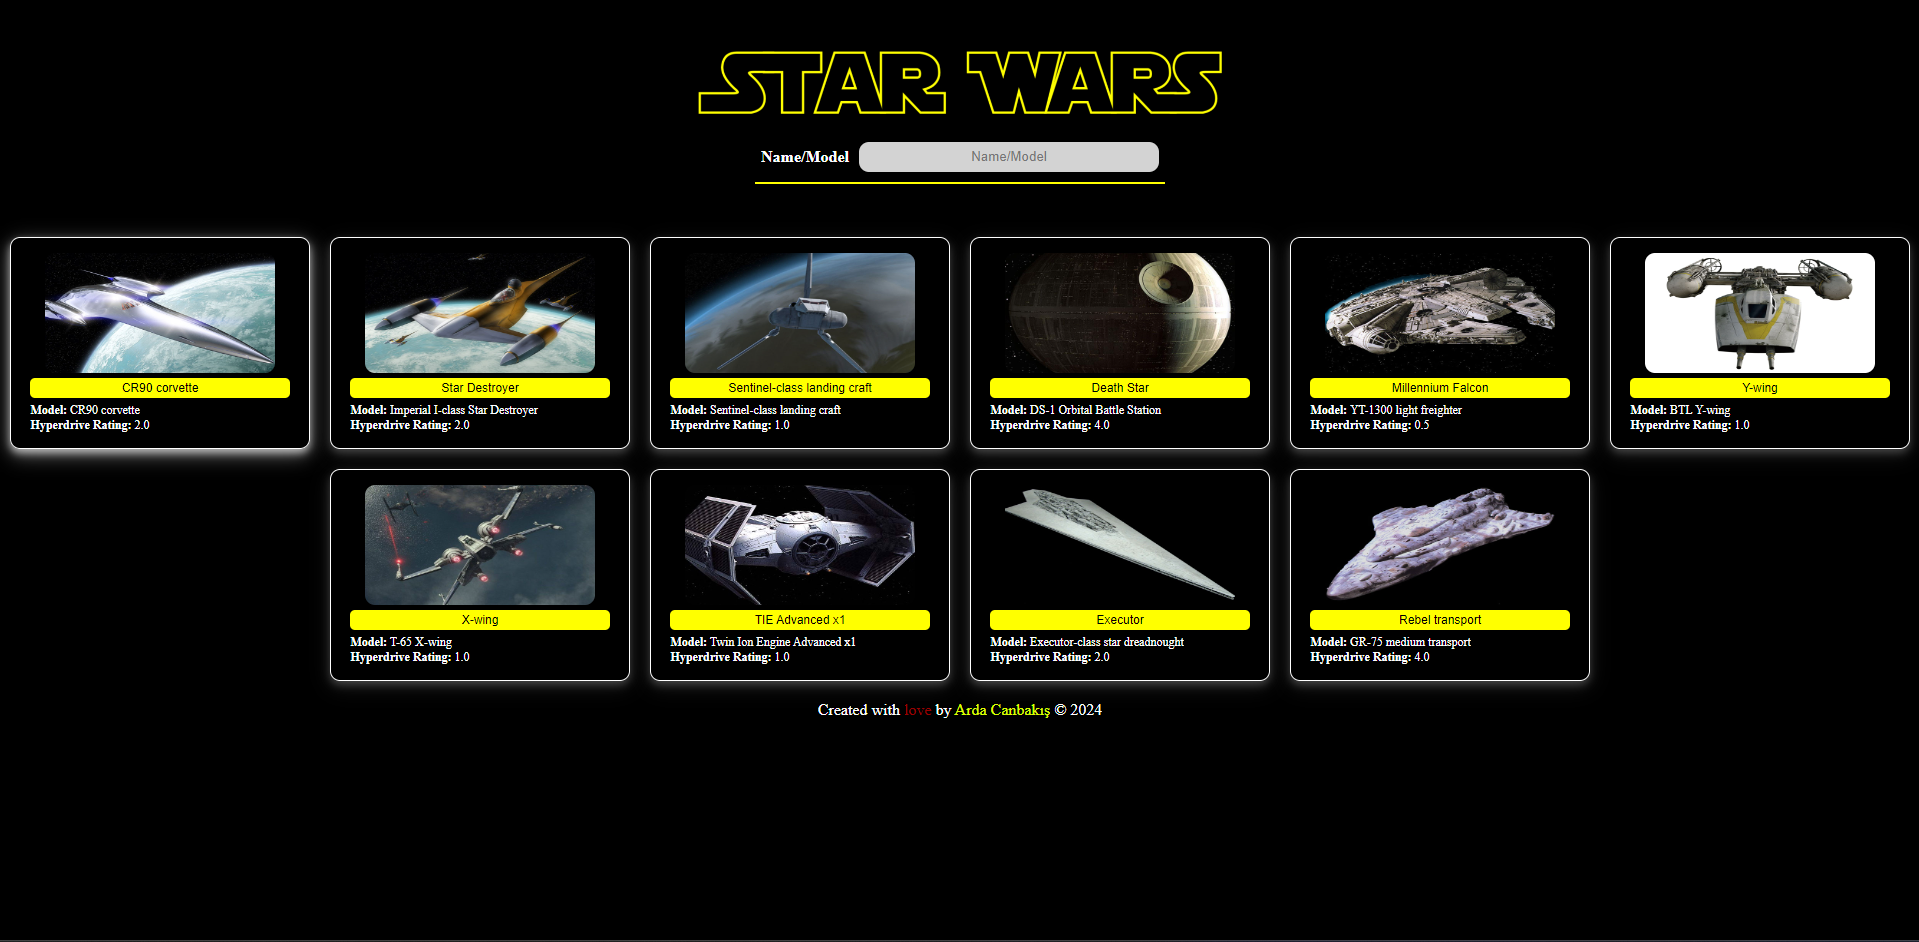 STAR WARS
Name/Model Name/Model
CR90 corvette
Model: CR90 corvette
Hyperdrive Rating: 2.0
Star Destroyer
Model: Imperial I-class Star Destroyer
Hyperdrive Rating: 2.0
Sentinel-class landing craft
Model: Sentinel-class landing craft
Hyperdrive Rating: 1.0
Death Star
Model: DS-1 Orbital Battle Station
Hyperdrive Rating: 4.0
Millennium Falcon
Model: YT-1300 light freighter
Hyperdrive Rating: 0.5
Y-wing
Model: BTL Y-wing
Hyperdrive Rating: 1.0
X-wing
Model: T-65 X-wing
Hyperdrive Rating: 1.0
TIE Advanced x1
Model: Twin Ion Engine Advanced x1
Hyperdrive Rating: 1.0
Executor
Model: Executor-class star dreadnought
Hyperdrive Rating: 2.0
Rebel transport
Model: GR-75 medium transport
Hyperdrive Rating: 4.0
Created with love by Arda Canbakış © 2024